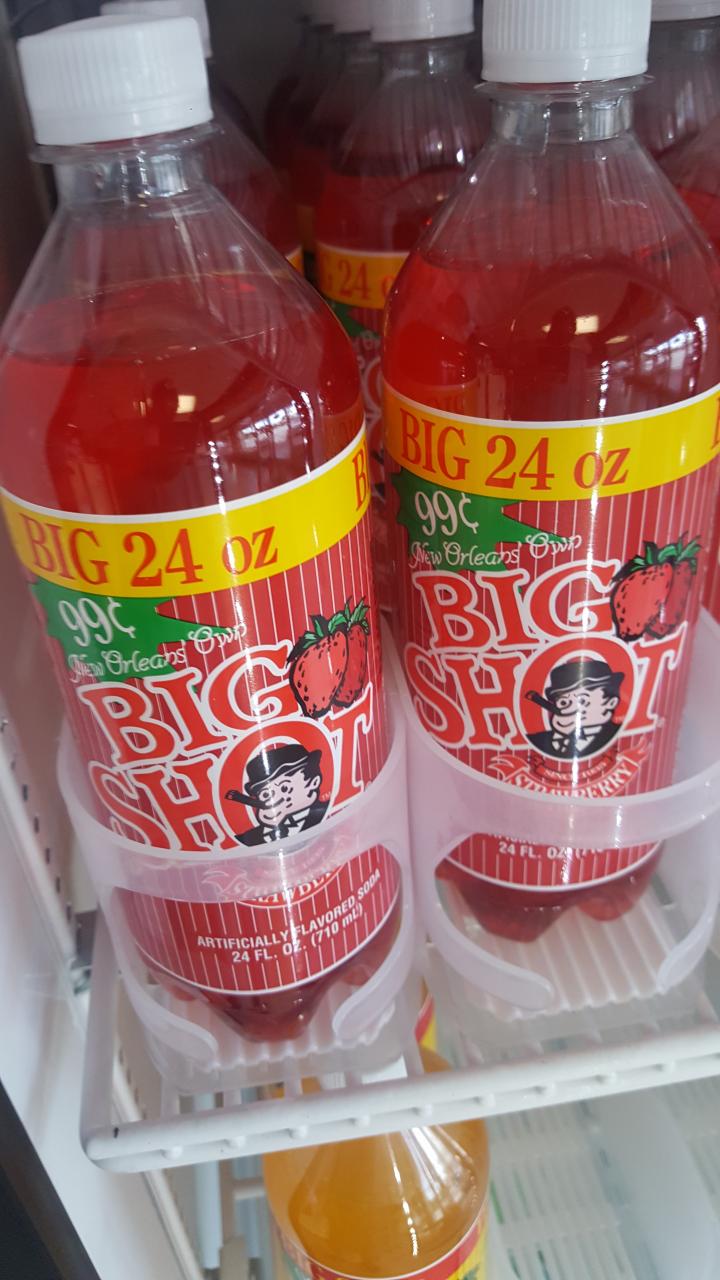 BIG 24 oz
99¢
New Orleans' Own
BIG
SHOT
ARTIFICIALLY FLAVORED SODA
24 FL. OZ. (710 mL)
BIG 24 oz
99¢
New Orleans' Own
BIG
SHOT
STRAWBERRY
24 FL. OZ.
24